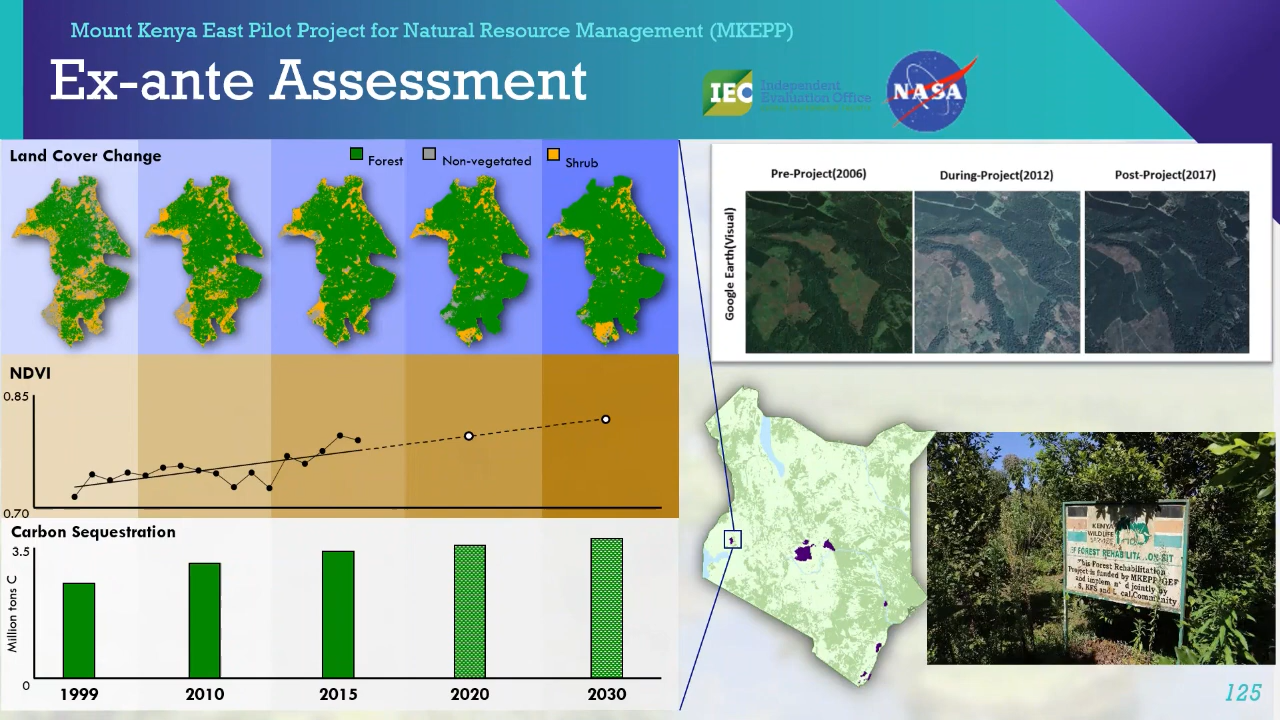 Mount Kenya East Pilot Project for Natural Resource Management (MKEPP)
Ex-ante Assessment
IEO Independent
Evaluation Office
NASA
Land Cover Change
Forest
Non-vegetated
Shrub
Pre-Project(2006)
During-Project(2012)
Post-Project(2017)
Google Earth(Visual)
NDVI
0.85
0.70
Carbon Sequestration
3.5
Million tons C
0
1999
2010
2015
2020
2030
KENYA
WILDLIFE
FOREST
This Forest Rehabilitation
Project is funded by MKEPP GEF
and jointly by
KFS and Community
125